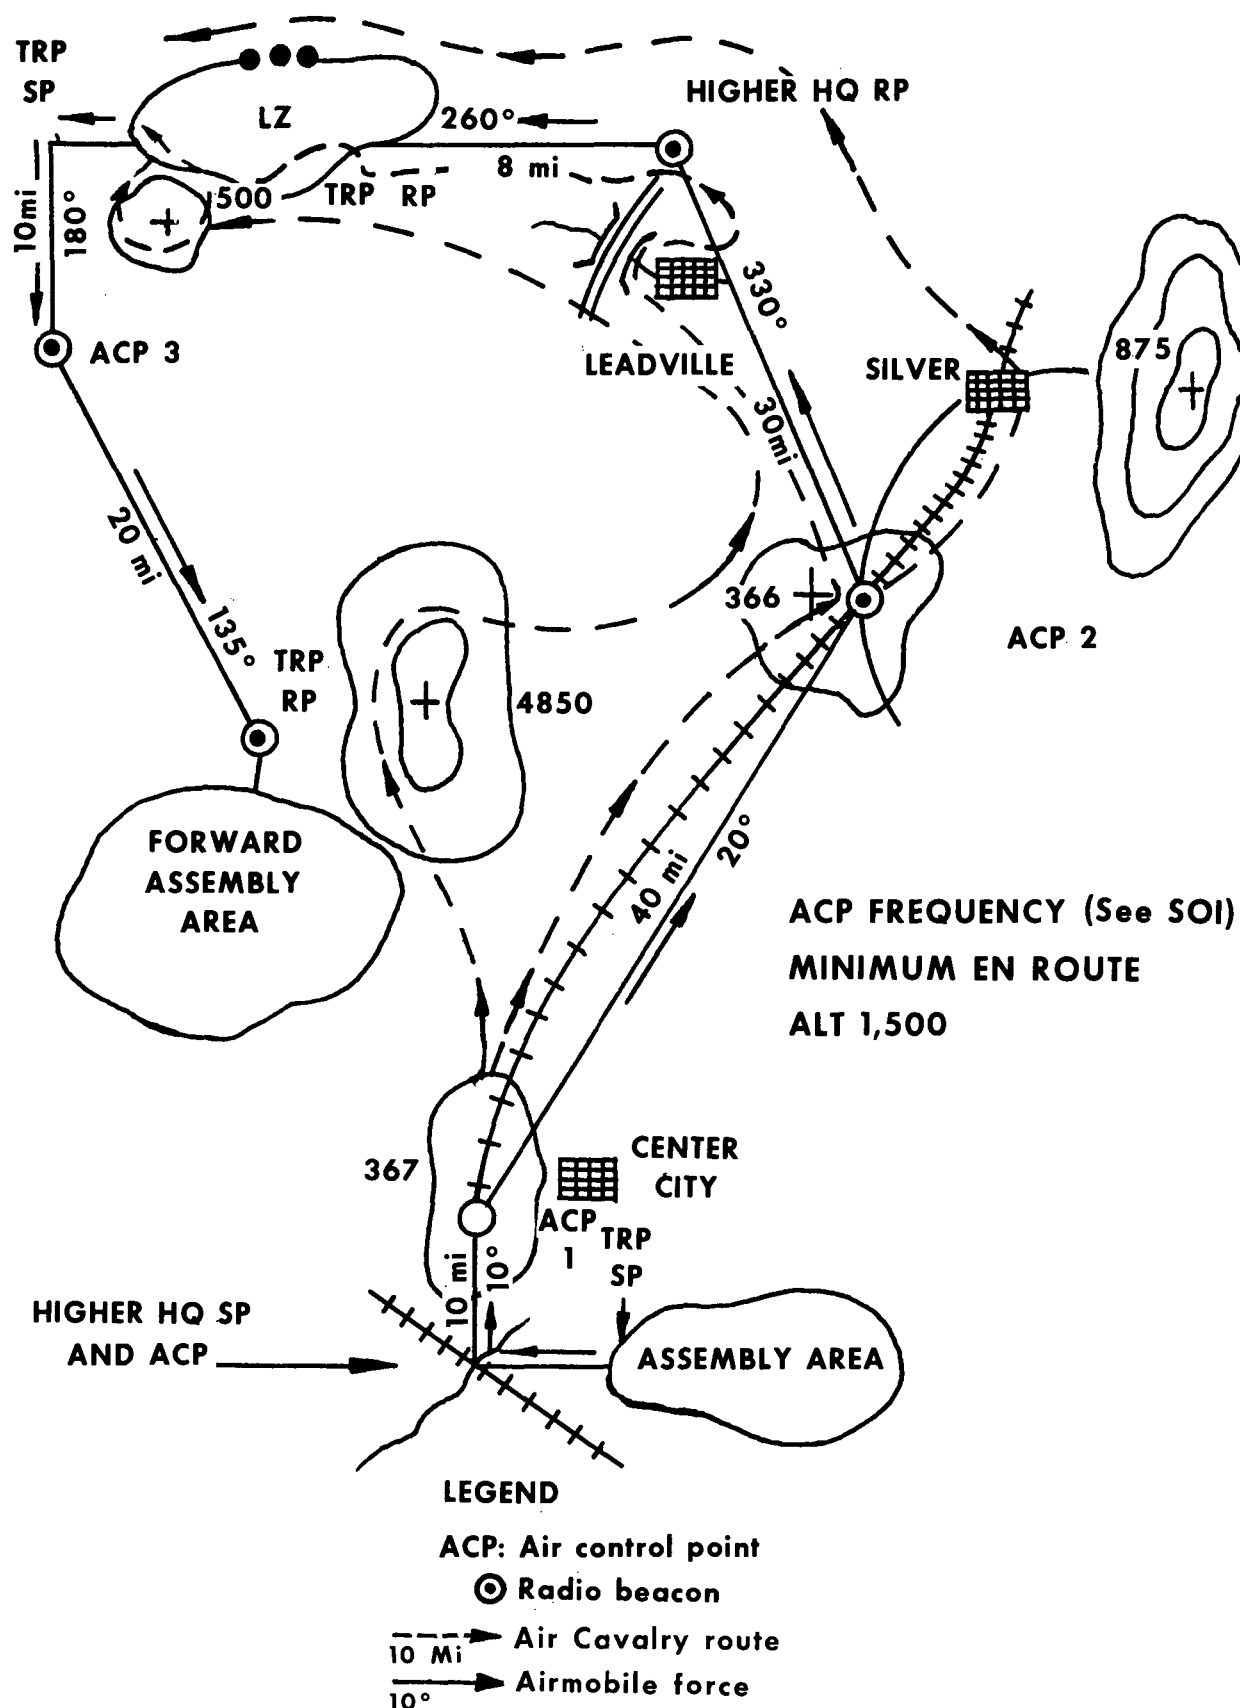 TRP
SP
HIGHER HQ RP
LZ
260°
8 mi
500
TRP RP
10mi
180°
330°
ACP 3
LEADVILLE
SILVER
875
30mi
20 mi
135°
TRP
RP
366
ACP 2
4850
FORWARD
ASSEMBLY
AREA
20°
40 mi
ACP FREQUENCY (See SOI)
MINIMUM EN ROUTE
ALT 1,500
367
CENTER
CITY
ACP
1
TRP
SP
10 mi
10°
HIGHER HQ SP
AND ACP
ASSEMBLY AREA
LEGEND
ACP: Air control point
Radio beacon
10 Mi
Air Cavalry route
10°
Airmobile force